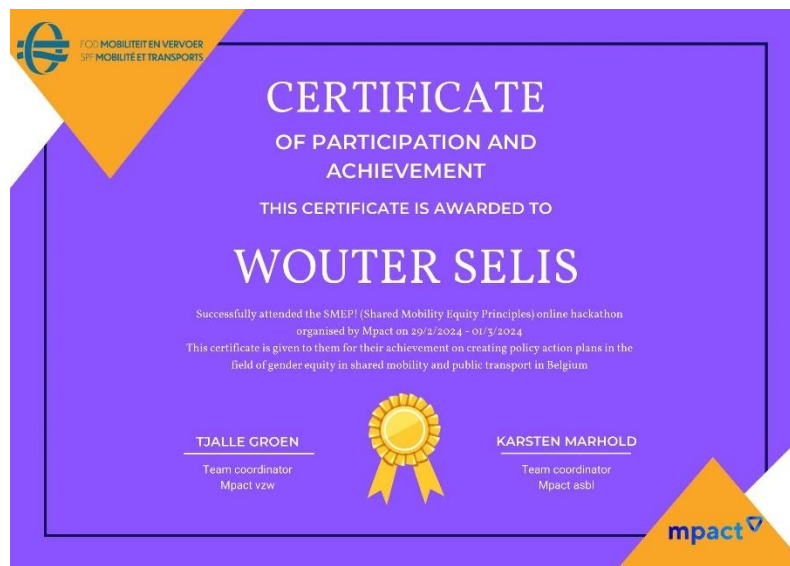 FOD MOBILITEIT EN VERVOER
SPF MOBILITÉ ET TRANSPORTS
CERTIFICATE
OF PARTICIPATION AND
ACHIEVEMENT
THIS CERTIFICATE IS AWARDED TO
WOUTER SELIS
Successfully attended the SMEP! (Shared Mobility Equity Principles) online hackathon
organised by Mpact on 29/2/2024 - 01/3/2024
This certificate is given to them for their achievement on creating policy action plans in the
field of gender equity in shared mobility and public transport in Belgium
TJALLE GROEN
Team coordinator
Mpact vzw
KARSTEN MARHOLD
Team coordinator
Mpact asbl
mpact